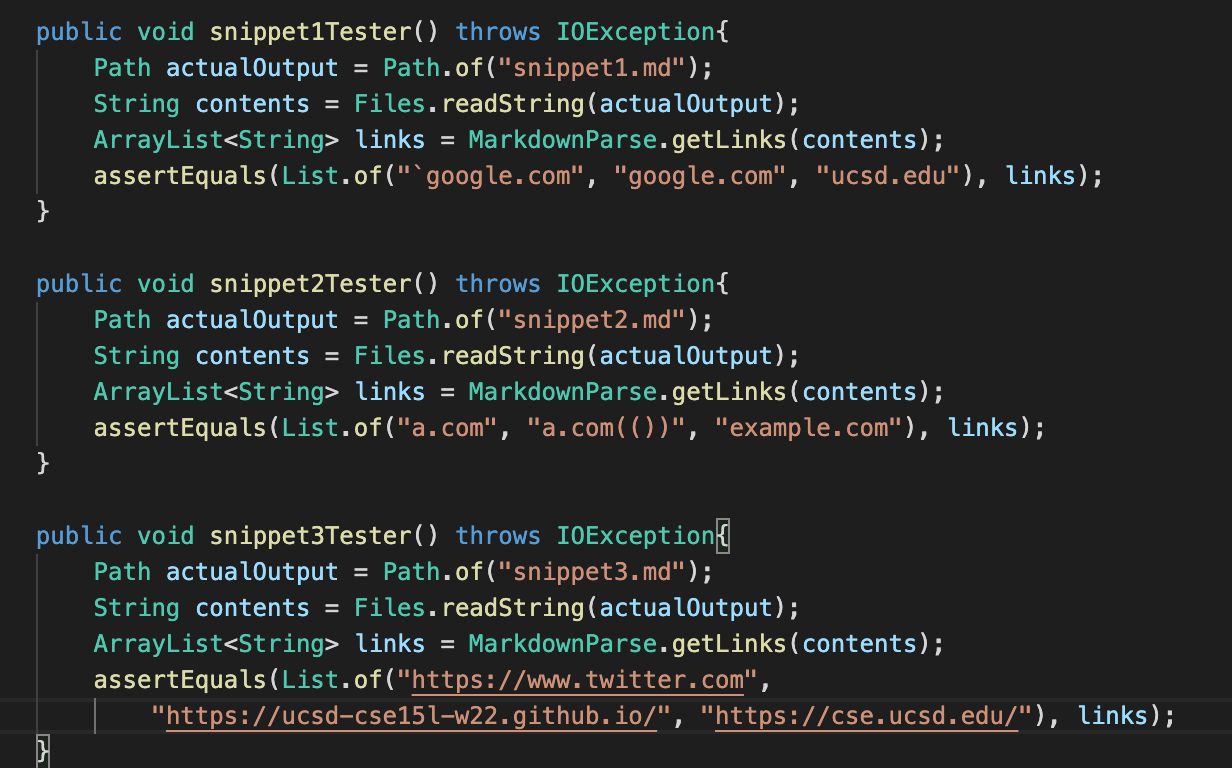 public void snippet1Tester() throws IOException{
    Path actualOutput = Path.of("snippet1.md");
    String contents = Files.readString(actualOutput);
    ArrayList<String> links = MarkdownParse.getLinks(contents);
    assertEquals(List.of("`google.com", "google.com", "ucsd.edu"), links);
}
public void snippet2Tester() throws IOException{
    Path actualOutput = Path.of("snippet2.md");
    String contents = Files.readString(actualOutput);
    ArrayList<String> links = MarkdownParse.getLinks(contents);
    assertEquals(List.of("a.com", "a.com(())", "example.com"), links);
}
public void snippet3Tester() throws IOException{
    Path actualOutput = Path.of("snippet3.md");
    String contents = Files.readString(actualOutput);
    ArrayList<String> links = MarkdownParse.getLinks(contents);
    assertEquals(List.of("https://www.twitter.com",
        "https://ucsd-cse15l-w22.github.io/", "https://cse.ucsd.edu/"), links);
}